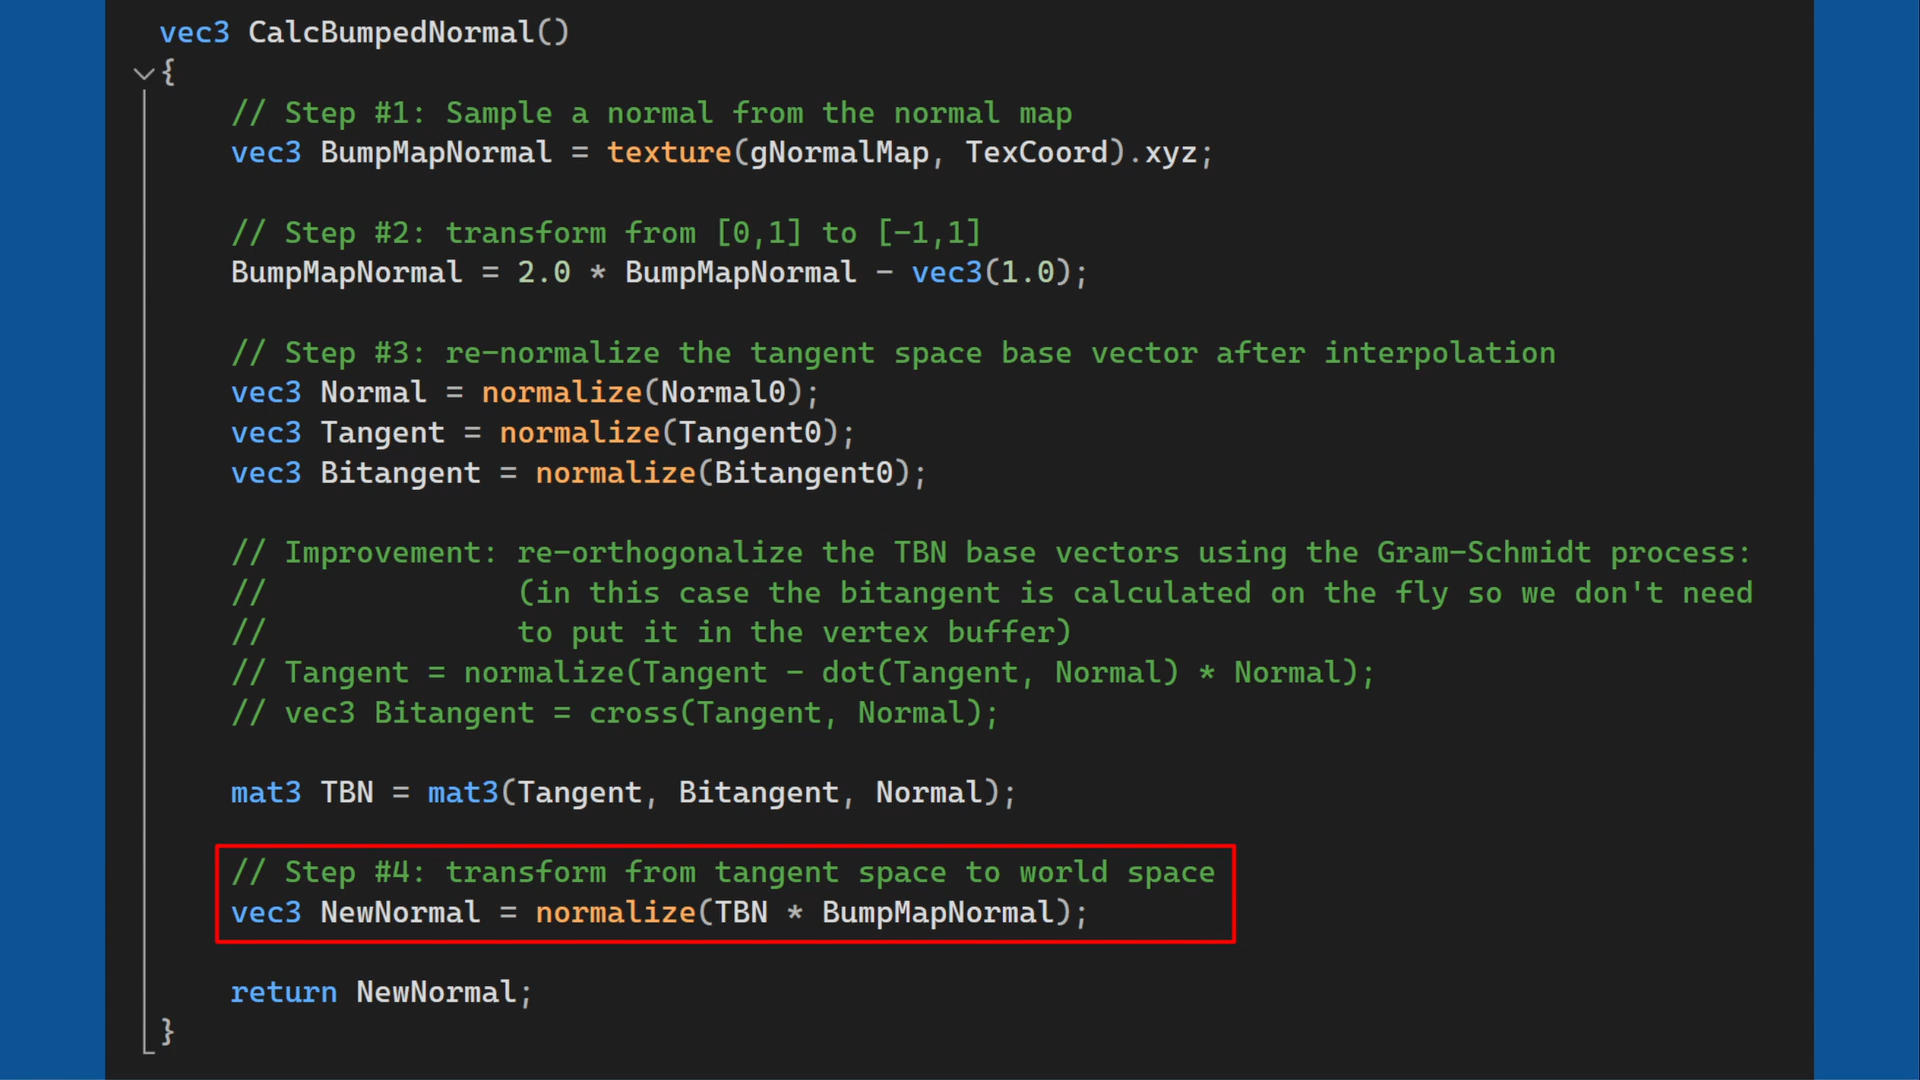 vec3 CalcBumpedNormal()
{
// Step #1: Sample a normal from the normal map
vec3 BumpMapNormal = texture(gNormalMap, TexCoord).xyz;
// Step #2: transform from [0,1] to [-1,1]
BumpMapNormal = 2.0 * BumpMapNormal - vec3(1.0);
// Step #3: re-normalize the tangent space base vector after interpolation
vec3 Normal = normalize(Normal0);
vec3 Tangent = normalize(Tangent0);
vec3 Bitangent = normalize(Bitangent0);
// Improvement: re-orthogonalize the TBN base vectors using the Gram-Schmidt process:
// (in this case the bitangent is calculated on the fly so we don't need
// to put it in the vertex buffer)
// Tangent = normalize(Tangent - dot(Tangent, Normal) * Normal);
// vec3 Bitangent = cross(Tangent, Normal);
mat3 TBN = mat3(Tangent, Bitangent, Normal);
// Step #4: transform from tangent space to world space
vec3 NewNormal = normalize(TBN * BumpMapNormal);
return NewNormal;
}